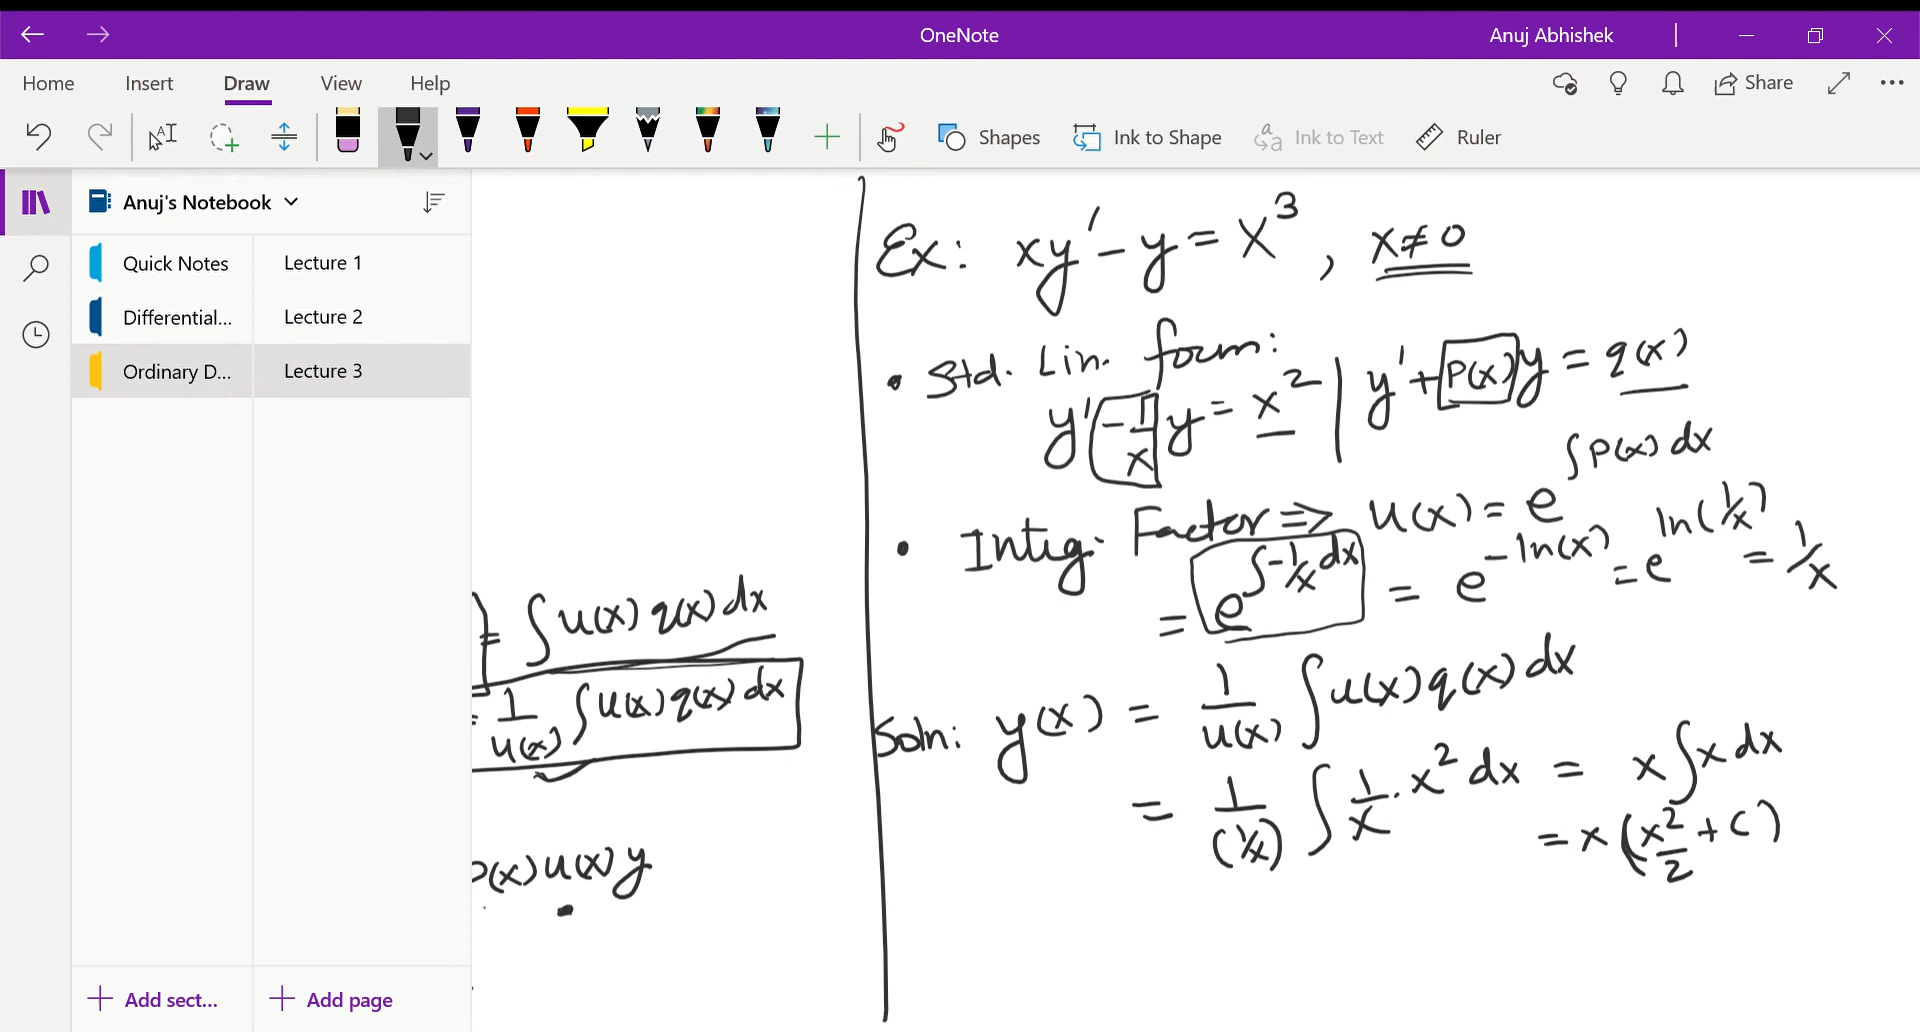 OneNote
Anuj Abhishek
Home Insert Draw View Help
Share
Shapes Ink to Shape Ink to Text Ruler
Anuj's Notebook
Quick Notes
Differential...
Ordinary D...
Lecture 1
Lecture 2
Lecture 3
Add sect...
Add page
= ∫ u(x) q(x) dx
= 1/u(x) ∫ u(x) q(x) dx
P(x) u(x) y
Ex: xy' - y = x³ , x ≠ 0
• Std. Lin. form:
y' - 1/x y = x² | y' + P(x) y = q(x)
• Integ. Factor ⇒ u(x) = e^∫P(x) dx
= e^∫-1/x dx = e^-ln(x) = e^ln(1/x) = 1/x
Soln: y(x) = 1/u(x) ∫ u(x) q(x) dx
= 1/(1/x) ∫ 1/x · x² dx = x ∫ x dx
= x (x²/2 + C)